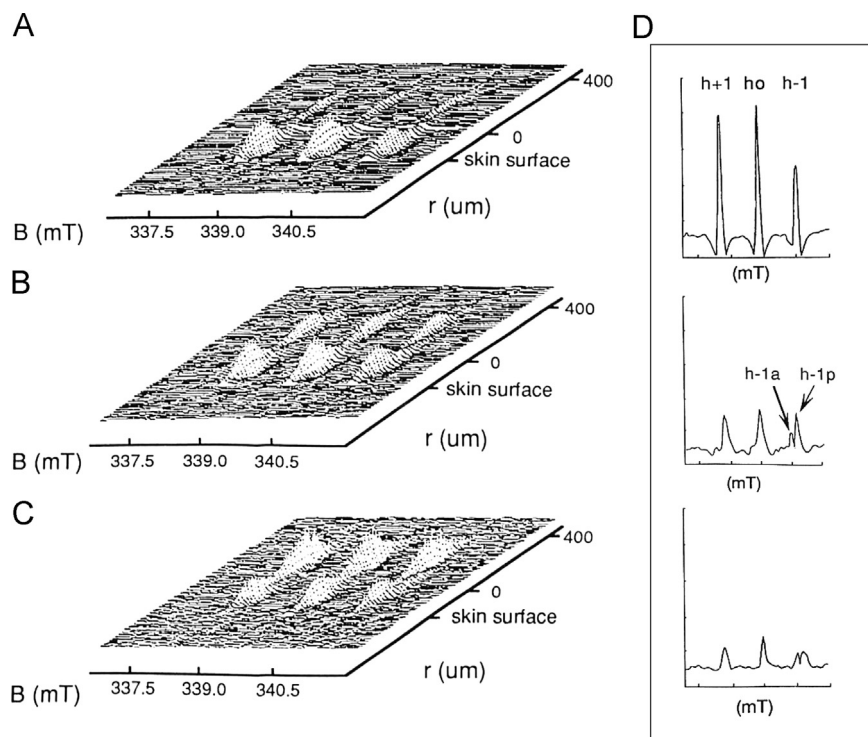 A
400
0
skin surface
r (um)
B (mT)
337.5 339.0 340.5
B
400
0
skin surface
r (um)
B (mT)
337.5 339.0 340.5
C
400
0
skin surface
r (um)
B (mT)
337.5 339.0 340.5
D
h+1 ho h-1
(mT)
h-1a h-1p
(mT)
(mT)